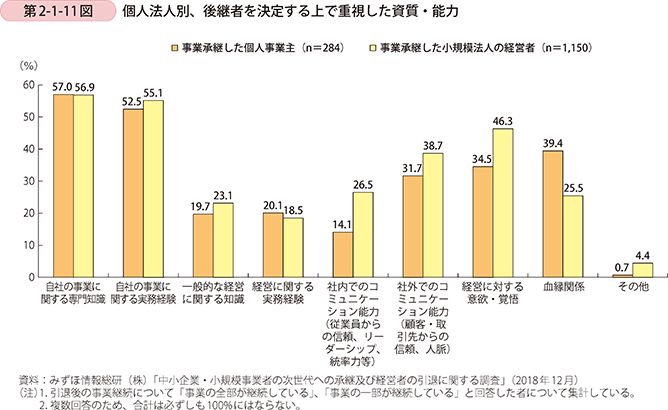 第2-1-11図 個人法人別、後継者を決定する上で重視した資質・能力
事業承継した個人事業主（n＝284） 事業承継した小規模法人の経営者（n＝1,150）
（%）
60
50
40
30
20
10
0
57.0 56.9
52.5 55.1
19.7 23.1
20.1 18.5
14.1 26.5
31.7 38.7
34.5 46.3
39.4 25.5
0.7 4.4
自社の事業に
関する専門知識
自社の事業に
関する実務経験
一般的な経営
に関する知識
経営に関する
実務経験
社内でのコ
ミュニケー
ション能力
（従業員から
の信頼、リー
ダーシップ、
統率力等）
社外でのコ
ミュニケー
ション能力
（顧客・取
引先からの
信頼、人脈）
経営に対する
意欲・覚悟
血縁関係
その他
資料：みずほ情報総研（株）「中小企業・小規模事業者の次世代への承継及び経営者の引退に関する調査」（2018年12月）
（注）1. 引退後の事業継続について「事業の全部が継続している」、「事業の一部が継続している」と回答した者について集計している。
2. 複数回答のため、合計は必ずしも100%にはならない。